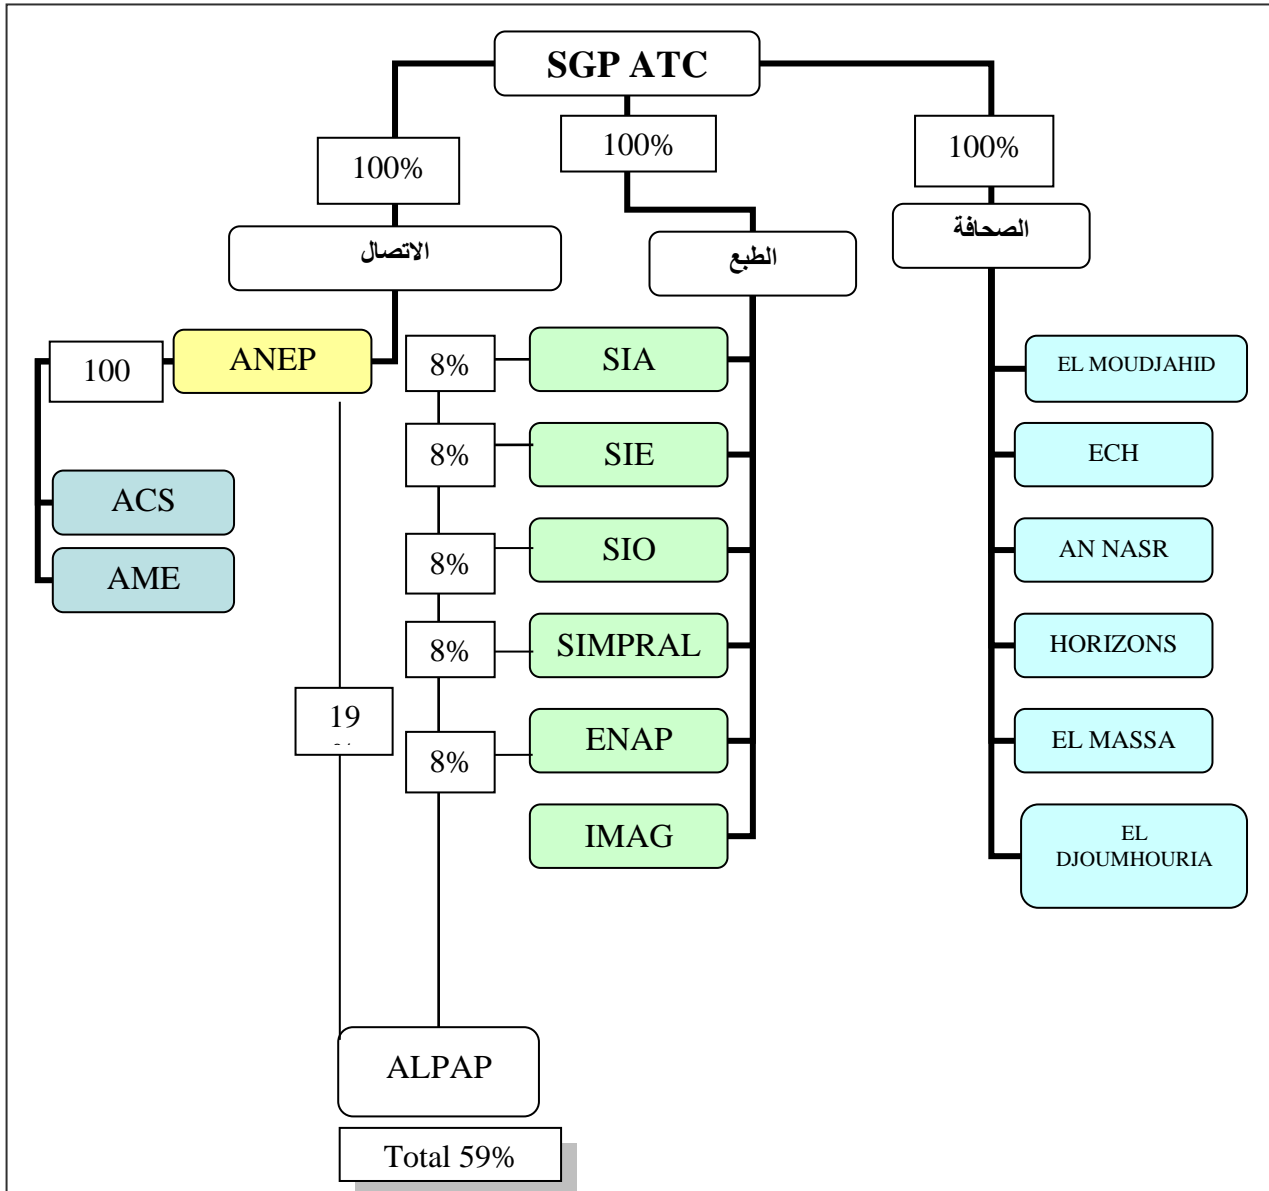 SGP ATC
100%
100%
100%
الاتصال
الطبع
الصحافة
100
ANEP
8%
SIA
EL MOUDJAHID
8%
SIE
ECH
ACS
8%
SIO
AN NASR
AME
8%
SIMPRAL
HORIZONS
19
%
8%
ENAP
EL MASSA
IMAG
EL
DJOUMHOURIA
ALPAP
Total 59%